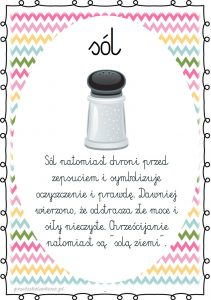 sól
Sól natomiast chroni przed
zepsuciem i symbolizuje
oczyszczenie i prawdę. Dawniej
wierzono, że odstrasza złe moce i
siły nieczyste. Chrześcijanie
natomiast są "solą ziemi".